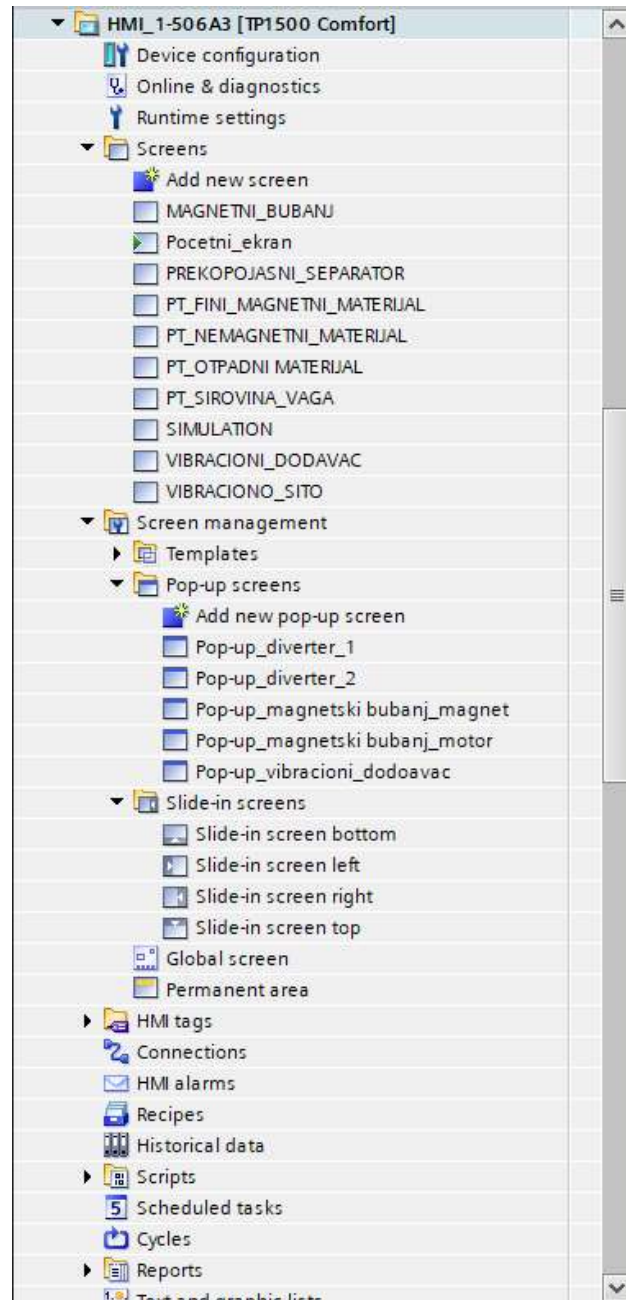 HMI_1-506A3 [TP1500 Comfort]
Device configuration
Online & diagnostics
Runtime settings
Screens
Add new screen
MAGNETNI_BUBANJ
Pocetni_ekran
PREKOPOJASNI_SEPARATOR
PT_FINI_MAGNETNI_MATERIJAL
PT_NEMAGNETNI_MATERIJAL
PT_OTPADNI MATERIJAL
PT_SIROVINA_VAGA
SIMULATION
VIBRACIONI_DODAVAC
VIBRACIONO_SITO
Screen management
Templates
Pop-up screens
Add new pop-up screen
Pop-up_diverter_1
Pop-up_diverter_2
Pop-up_magnetski bubanj_magnet
Pop-up_magnetski bubanj_motor
Pop-up_vibracioni_dodoavac
Slide-in screens
Slide-in screen bottom
Slide-in screen left
Slide-in screen right
Slide-in screen top
Global screen
Permanent area
HMI tags
Connections
HMI alarms
Recipes
Historical data
Scripts
Scheduled tasks
Cycles
Reports
Text and graphic lists